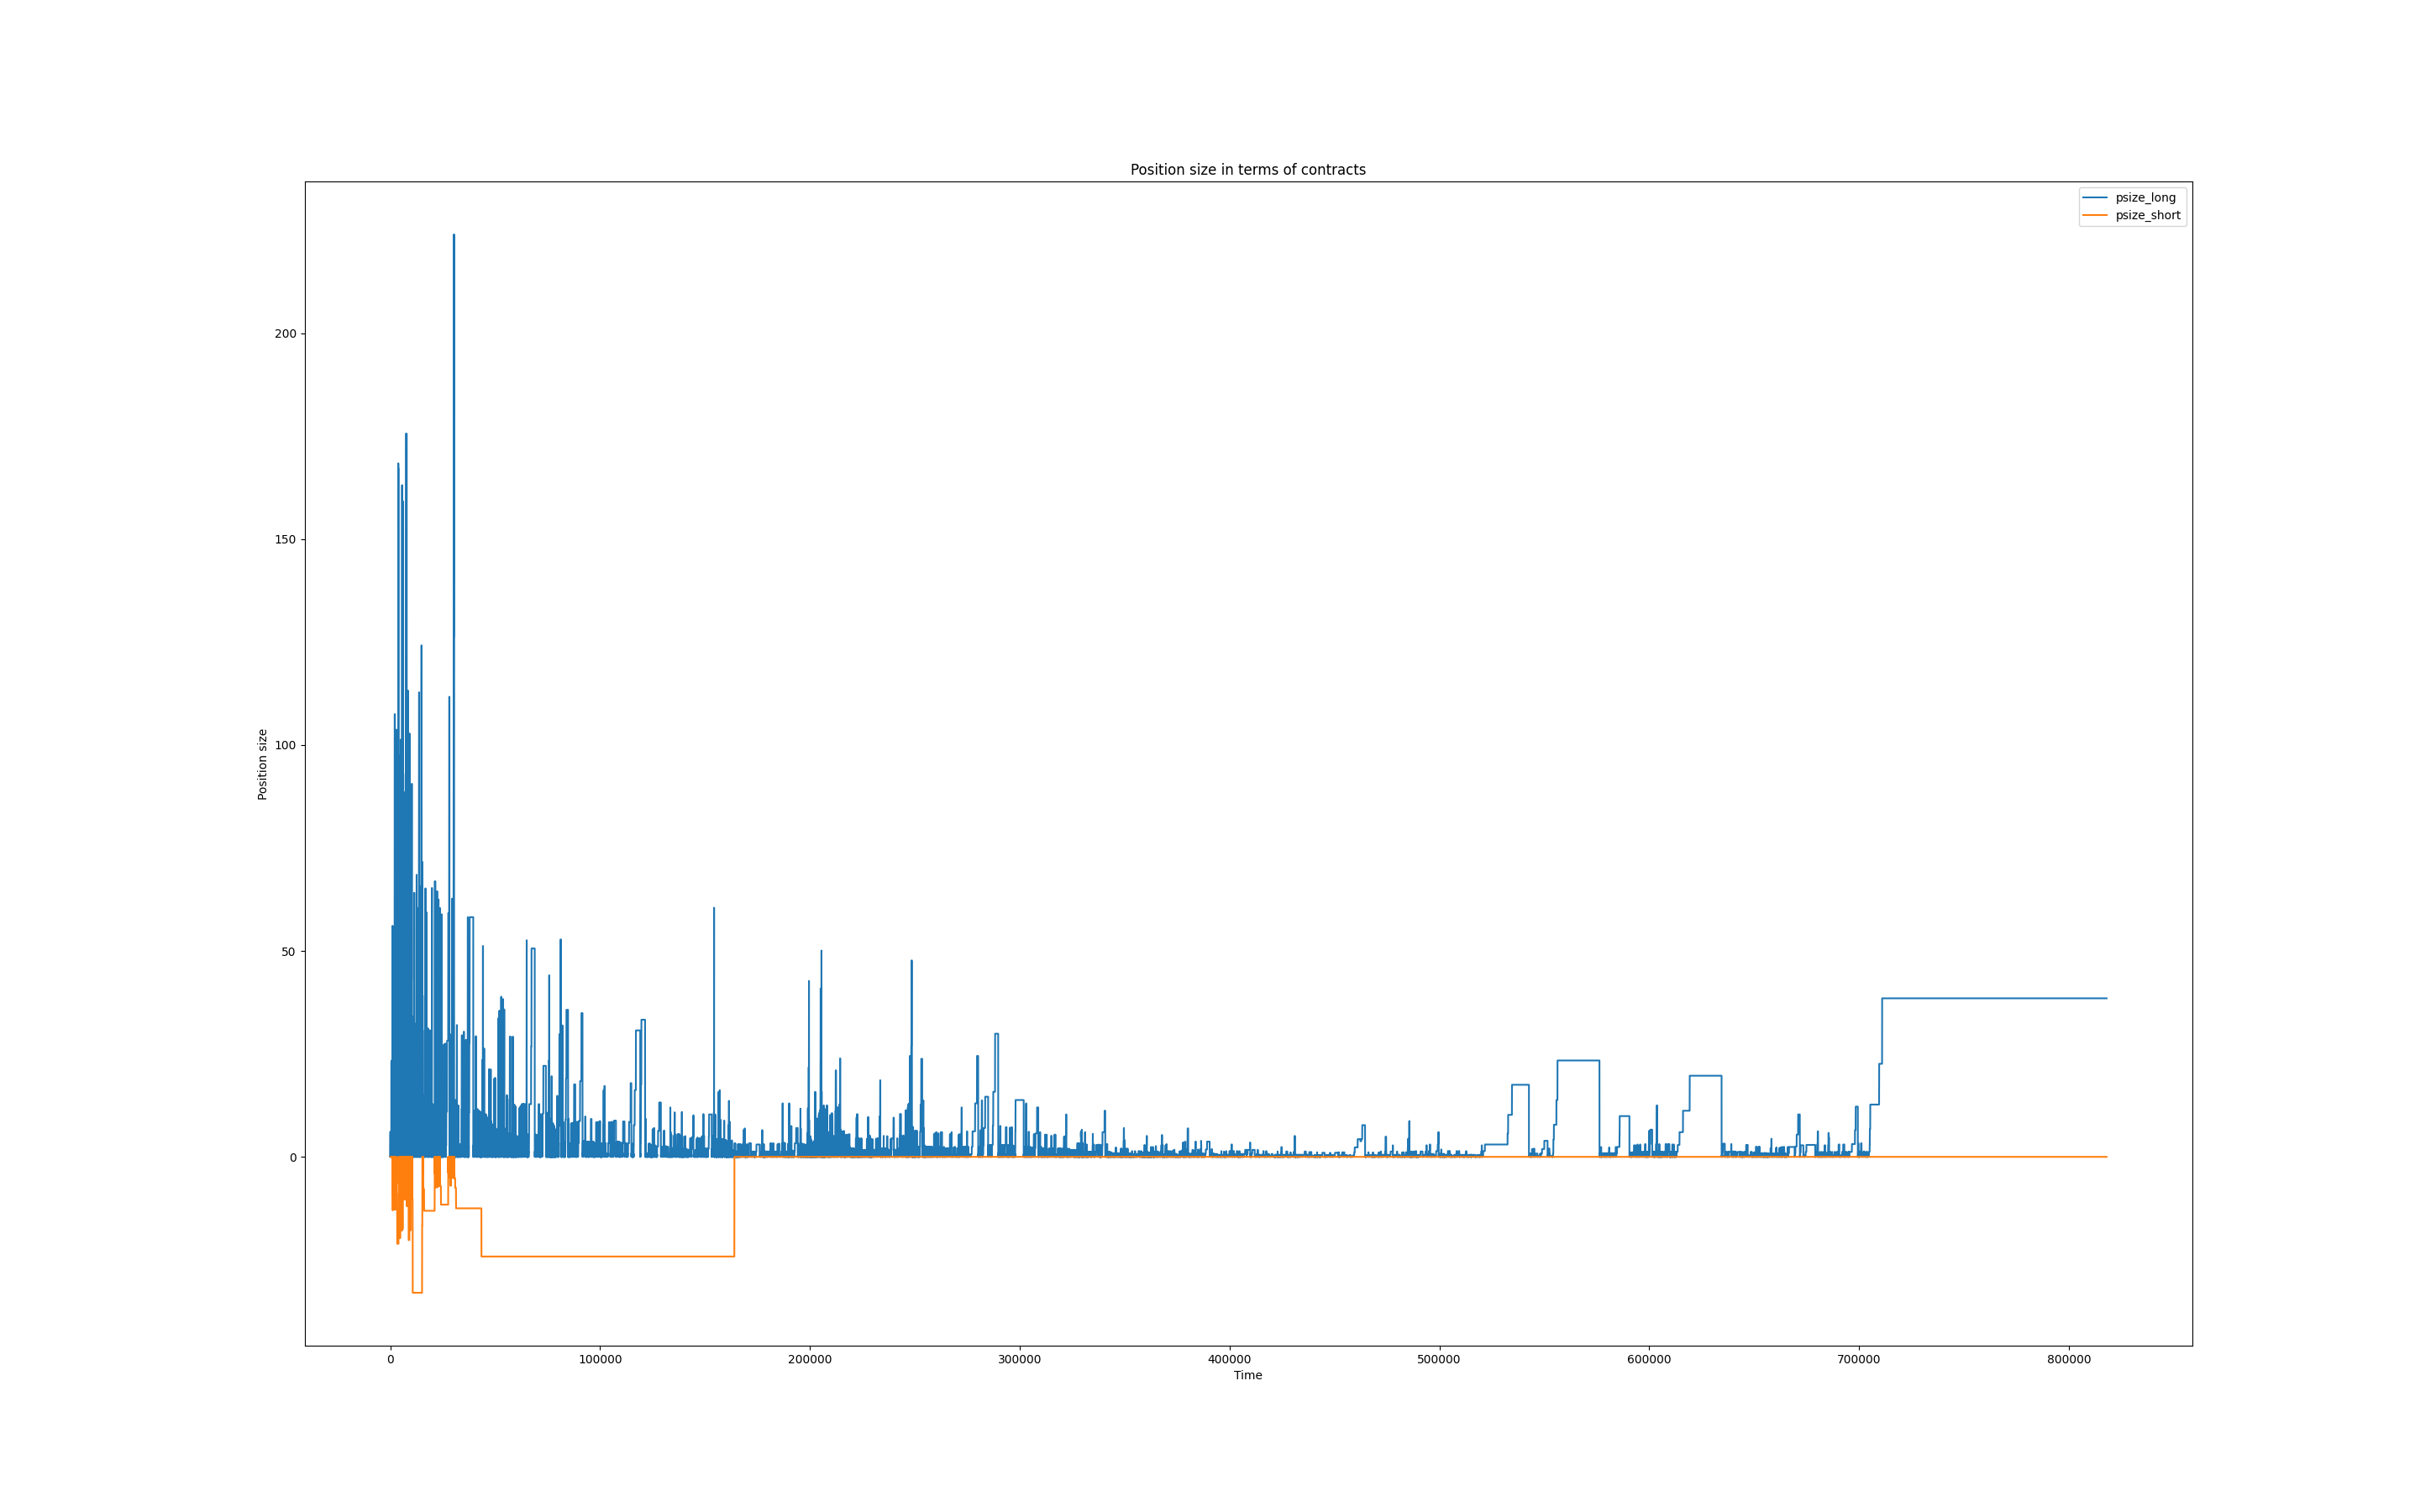 Position size in terms of contracts
psize_long
psize_short
Position size
200
150
100
50
0
0
100000
200000
300000
400000
500000
600000
700000
800000
Time